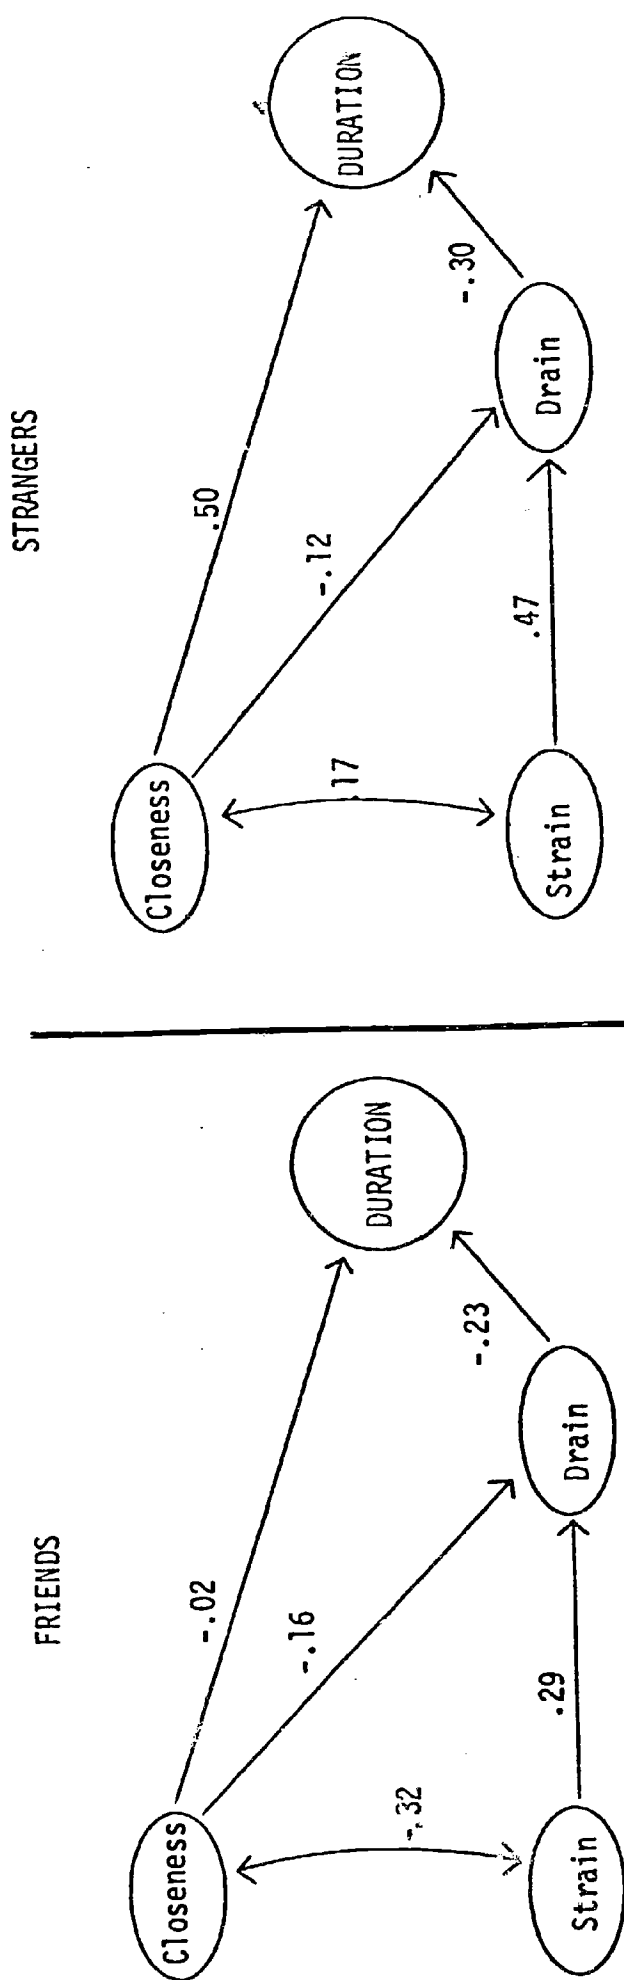 FRIENDS
Closeness
-.02
DURATION
-.16
-.32
-.23
Strain
.29
Drain
STRANGERS
Closeness
.50
DURATION
-.12
.17
-.30
Strain
.47
Drain